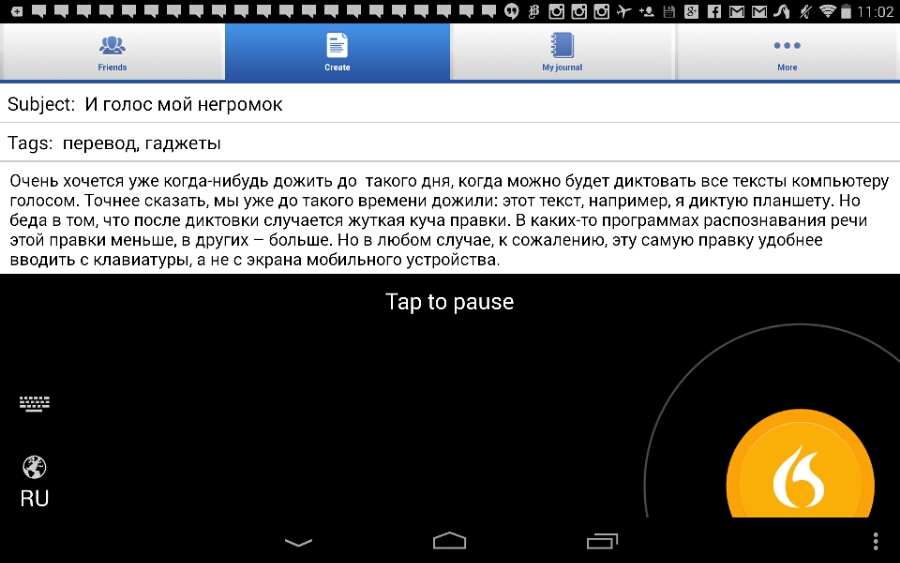 11:02
Friends
Create
My journal
More
Subject: И голос мой негромок
Tags: перевод, гаджеты
Очень хочется уже когда-нибудь дожить до  такого дня, когда можно будет диктовать все тексты компьютеру
голосом. Точнее сказать, мы уже до такого времени дожили: этот текст, например, я диктую планшету. Но
беда в том, что после диктовки случается жуткая куча правки. В каких-то программах распознавания речи
этой правки меньше, в других – больше. Но в любом случае, к сожалению, эту самую правку удобнее
вводить с клавиатуры, а не с экрана мобильного устройства.
Tap to pause
RU